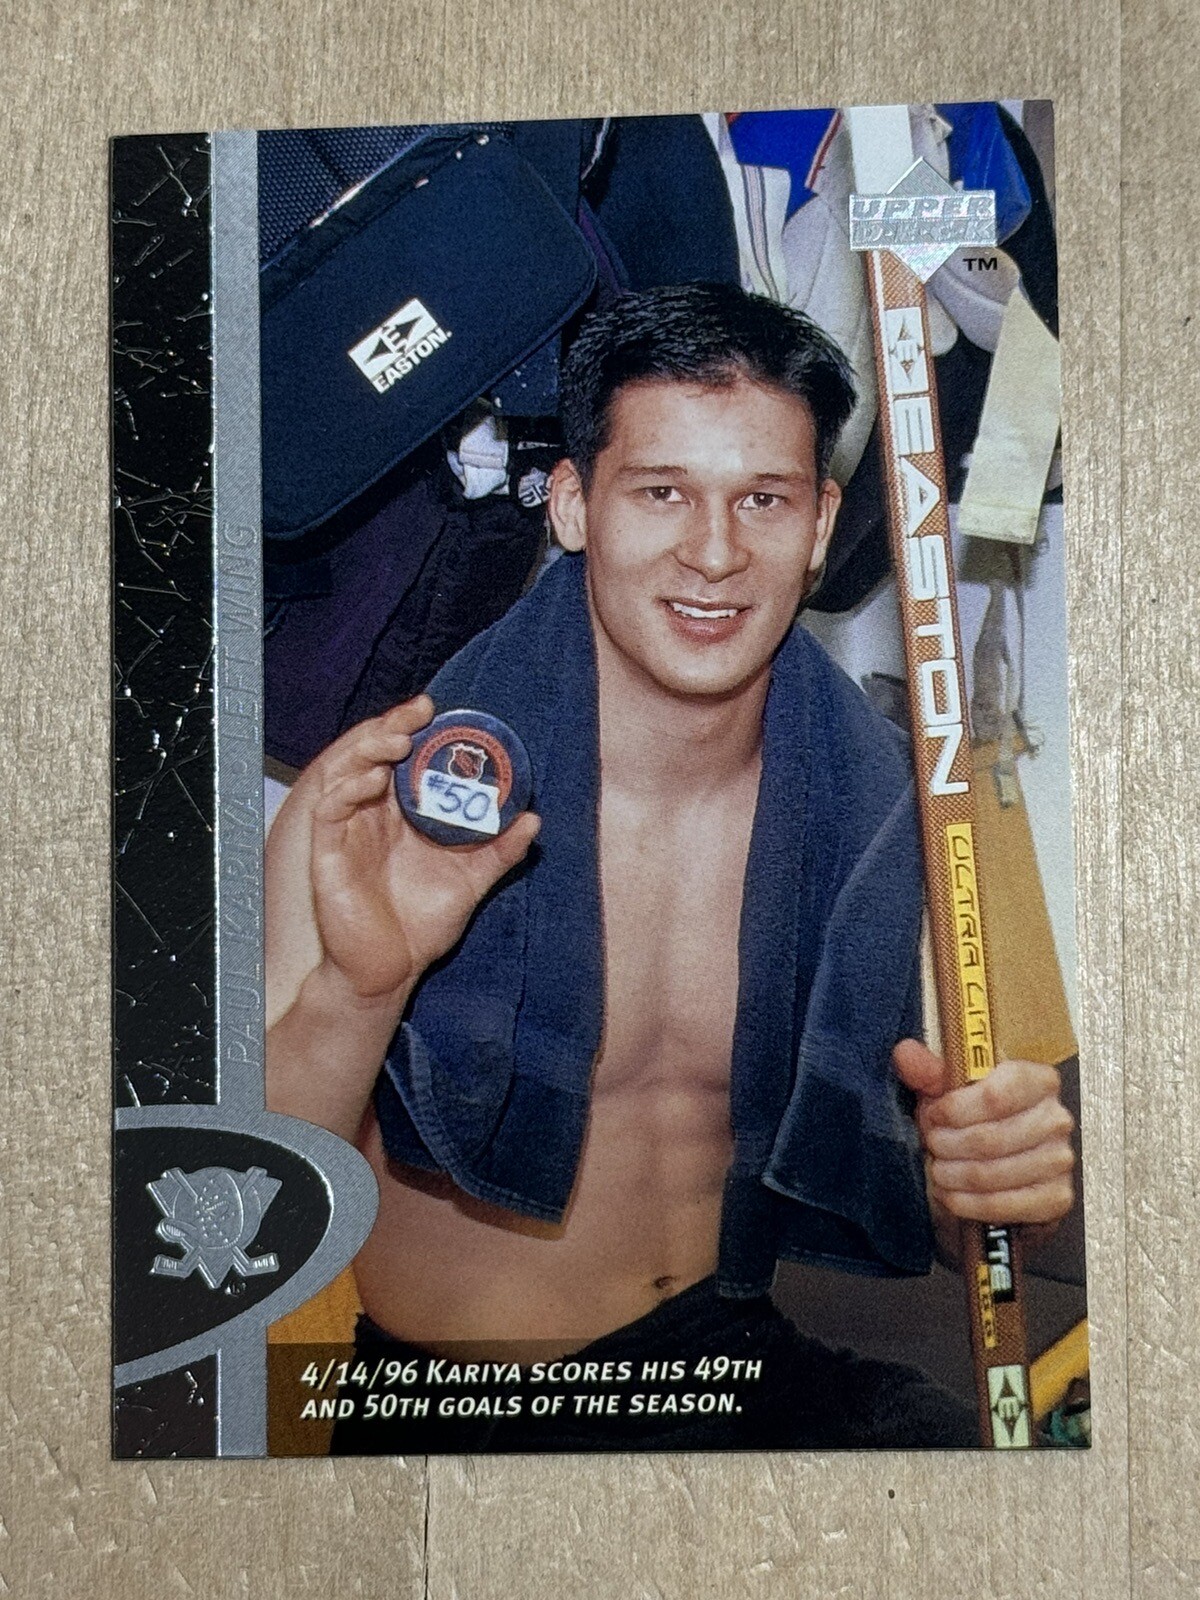 UPPER
DECK
TM
EASTON.
EASTON
ULTRA LITE
#50
PAUL KARIYA • LEFT WING
4/14/96 KARIYA SCORES HIS 49TH
AND 50TH GOALS OF THE SEASON.